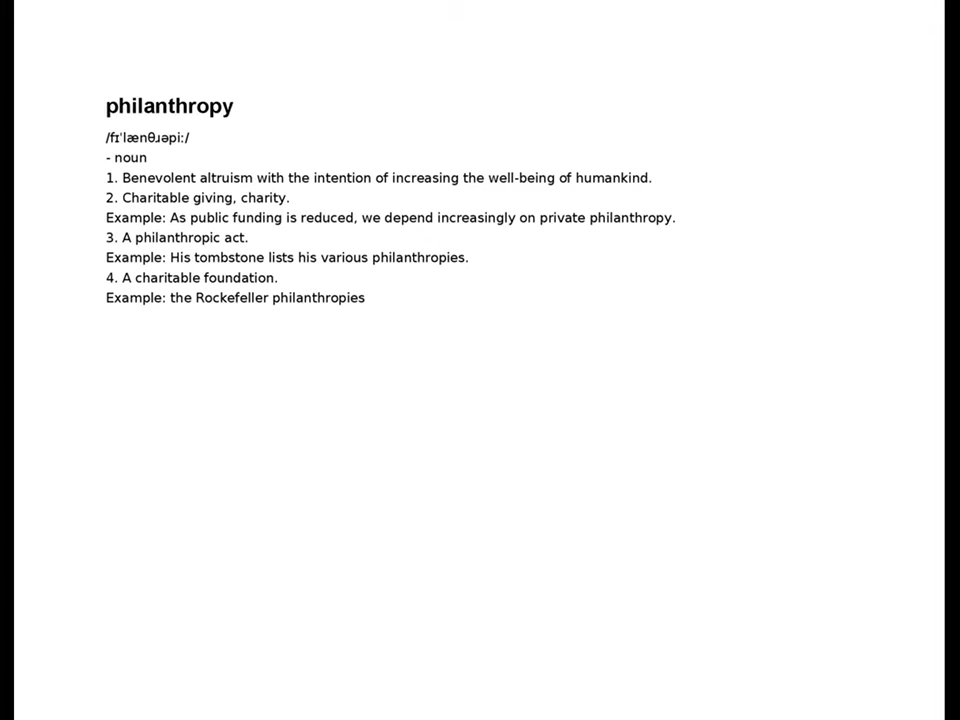 philanthropy
/fɪˈlænθɹəpiː/
- noun
1. Benevolent altruism with the intention of increasing the well-being of humankind.
2. Charitable giving, charity.
Example: As public funding is reduced, we depend increasingly on private philanthropy.
3. A philanthropic act.
Example: His tombstone lists his various philanthropies.
4. A charitable foundation.
Example: the Rockefeller philanthropies